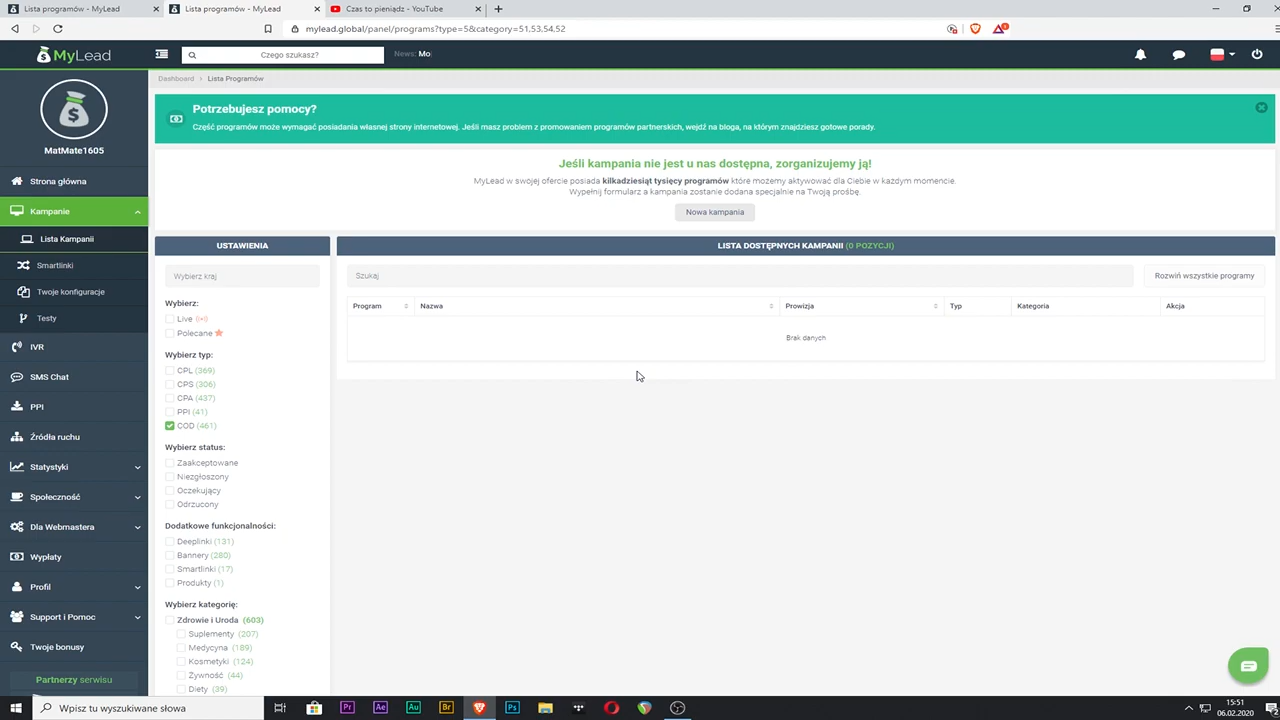 Lista programów - MyLead
Lista programów - MyLead
Czas to pieniądz - YouTube
mylead.global/panel/programs?type=5&category=51,53,54,52
MyLead
Czego szukasz?
News: Mo
MatMate1605
Strona główna
Kampanie
Lista Kampanii
Smartlinki
Twoje konfiguracje
Testy
IVR
SMS Chat
PPI
Źródła ruchu
Statystyki
Społeczność
Dla Webmastera
Wypłaty
Profil
Support i Pomoc
Twoje bonusy
Partnerzy serwisu
Dashboard > Lista Programów
Potrzebujesz pomocy?
Część programów może wymagać posiadania własnej strony internetowej. Jeśli masz problem z promowaniem programów partnerskich, wejdź na bloga, na którym znajdziesz gotowe porady.
Jeśli kampania nie jest u nas dostępna, zorganizujemy ją!
MyLead w swojej ofercie posiada kilkadziesiąt tysięcy programów które możemy aktywować dla Ciebie w każdym momencie.
Wypełnij formularz a kampania zostanie dodana specjalnie na Twoją prośbę.
Nowa kampania
USTAWIENIA
Wybierz kraj
Wybierz:
Live
Polecane
Wybierz typ:
CPL (369)
CPS (306)
CPA (437)
PPI (41)
COD (461)
Wybierz status:
Zaakceptowane
Niezgłoszony
Oczekujący
Odrzucony
Dodatkowe funkcjonalności:
Deeplinki (131)
Bannery (280)
Smartlinki (17)
Produkty (1)
Wybierz kategorię:
Zdrowie i Uroda (603)
Suplementy (207)
Medycyna (189)
Kosmetyki (124)
Żywność (44)
Diety (39)
LISTA DOSTĘPNYCH KAMPANII (0 POZYCJI)
Szukaj
Rozwiń wszystkie programy
Program Nazwa Prowizja Typ Kategoria Akcja
Brak danych
Wpisz tu wyszukiwane słowa
Pr Ae Au Br Ps
15:51
06.02.2020